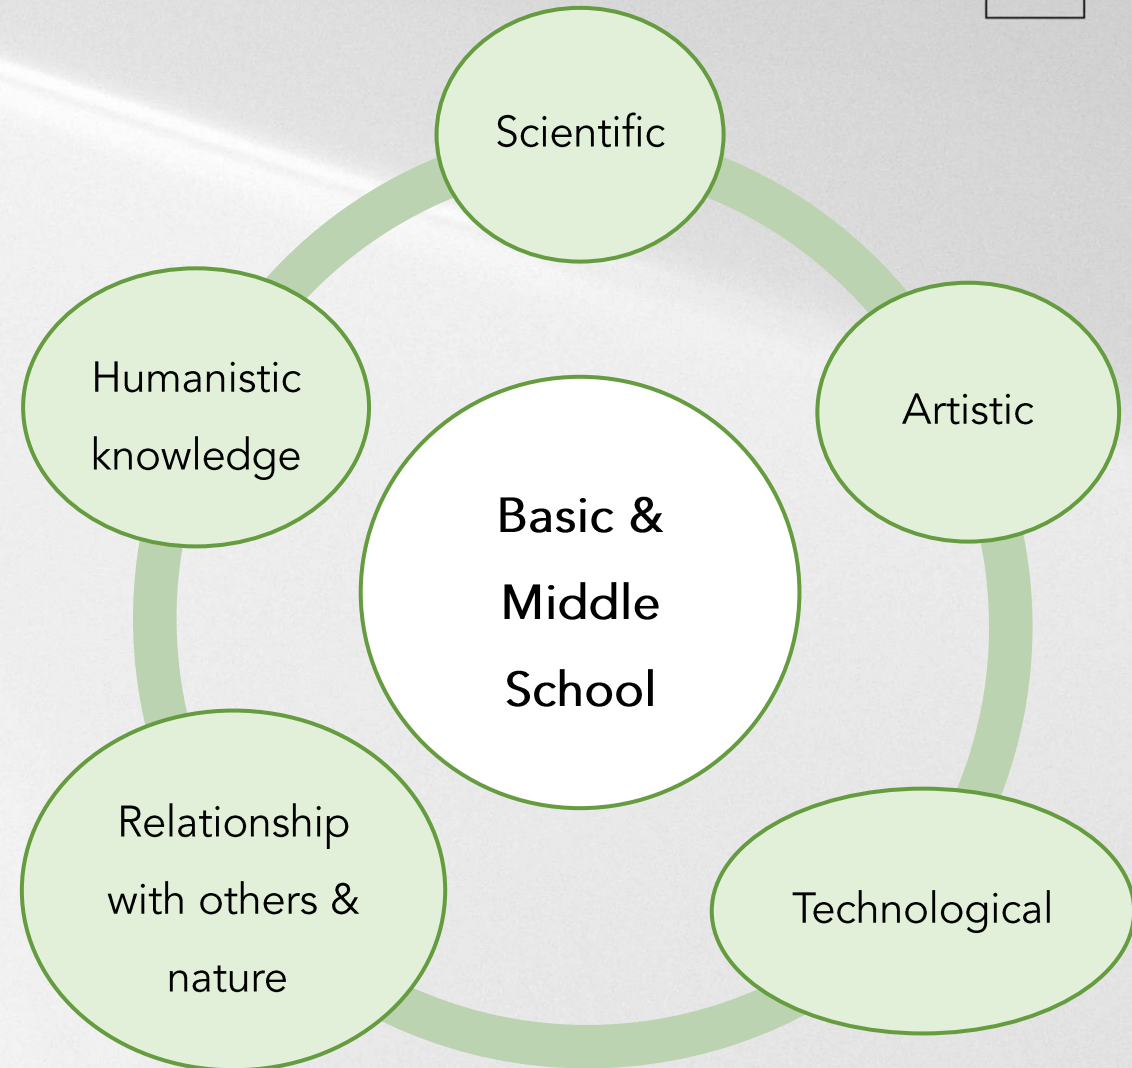 Scientific
Humanistic
knowledge
Artistic
Basic &
Middle
School
Relationship
with others &
nature
Technological